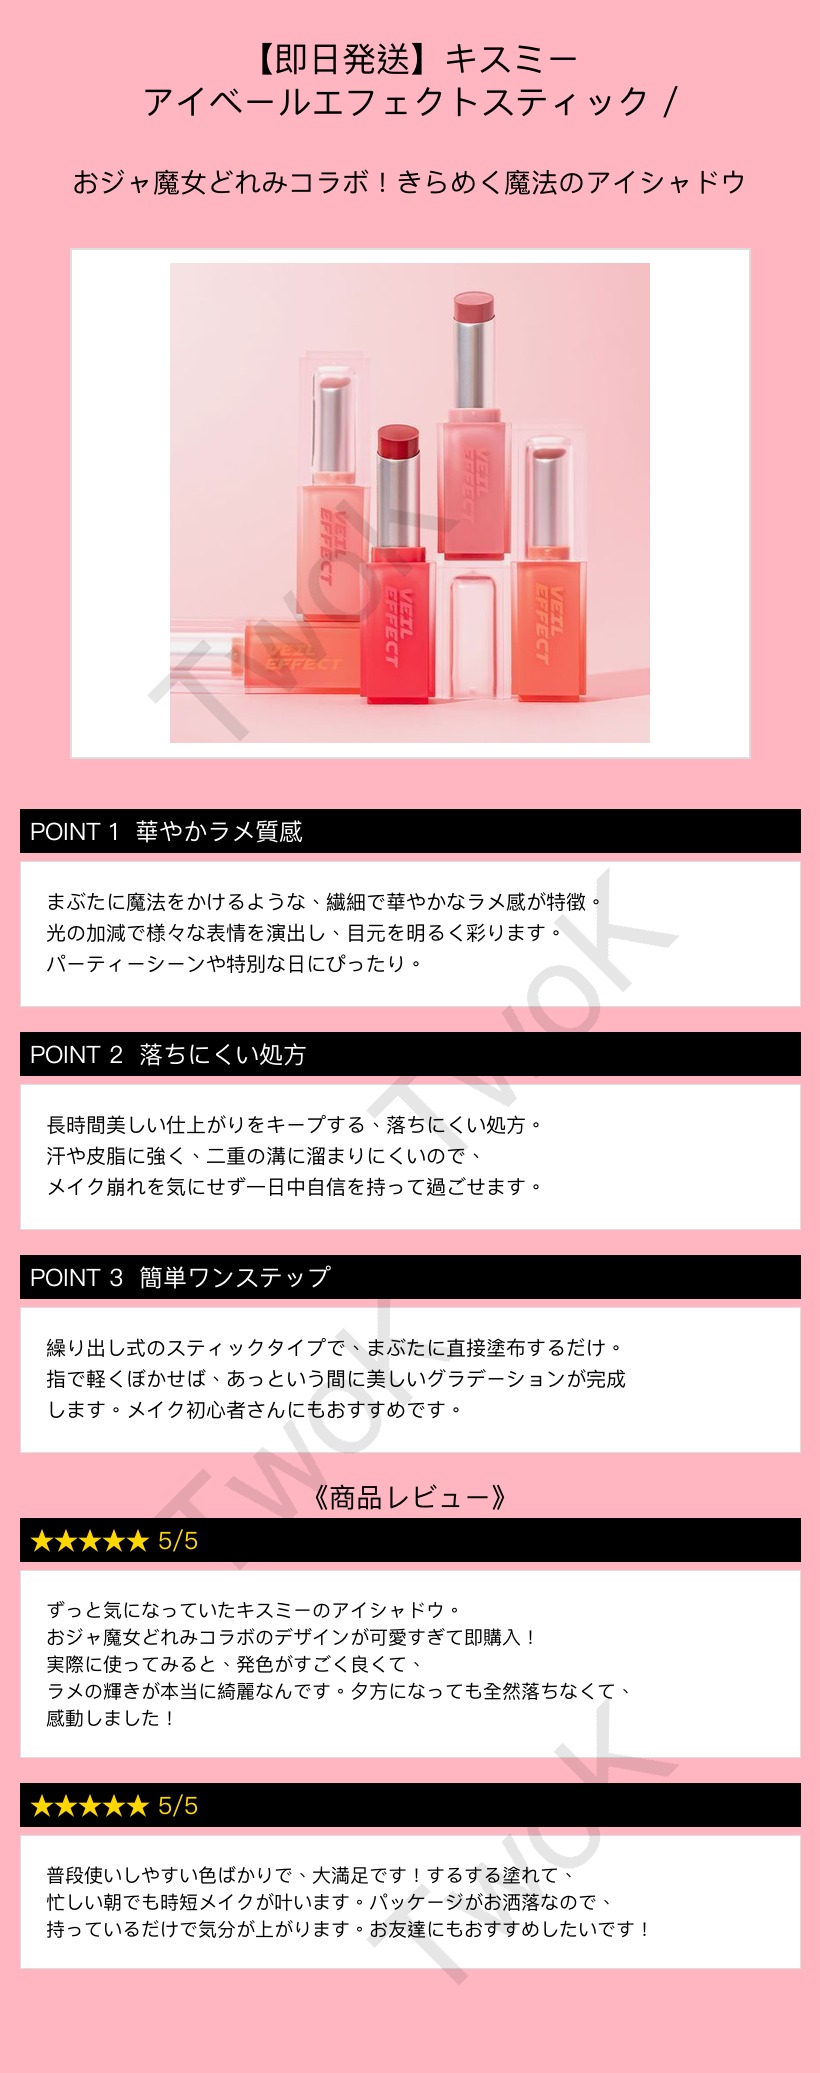 【即日発送】キスミー
アイベールエフェクトスティック /
おジャ魔女どれみコラボ！きらめく魔法のアイシャドウ
VEIL
EFFECT
VEIL
EFFECT
VEIL
EFFECT
VEIL
EFFECT
VEIL
EFFECT
TwoK
POINT 1 華やかラメ質感
まぶたに魔法をかけるような、繊細で華やかなラメ感が特徴。
光の加減で様々な表情を演出し、目元を明るく彩ります。
パーティーシーンや特別な日にぴったり。
TwoK
POINT 2 落ちにくい処方
長時間美しい仕上がりをキープする、落ちにくい処方。
汗や皮脂に強く、二重の溝に溜まりにくいので、
メイク崩れを気にせず一日中自信を持って過ごせます。
POINT 3 簡単ワンステップ
繰り出し式のスティックタイプで、まぶたに直接塗布するだけ。
指で軽くぼかせば、あっという間に美しいグラデーションが完成
します。メイク初心者さんにもおすすめです。
TwoK
《商品レビュー》
★★★★★ 5/5
ずっと気になっていたキスミーのアイシャドウ。
おジャ魔女どれみコラボのデザインが可愛すぎて即購入！
実際に使ってみると、発色がすごく良くて、
ラメの輝きが本当に綺麗なんです。夕方になっても全然落ちなくて、
感動しました！
★★★★★ 5/5
普段使いしやすい色ばかりで、大満足です！するする塗れて、
忙しい朝でも時短メイクが叶います。パッケージがお洒落なので、
持っているだけで気分が上がります。お友達にもおすすめしたいです！
TwoK